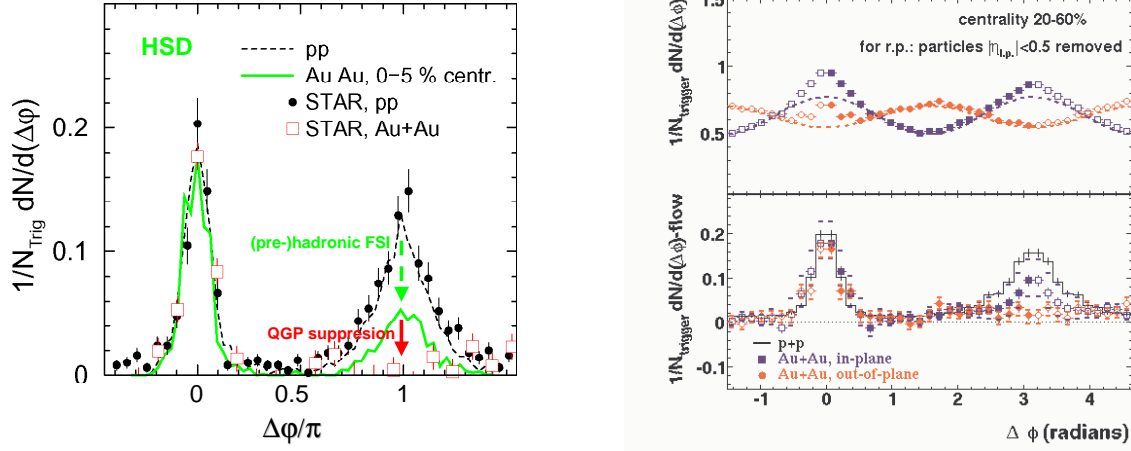 HSD
pp
Au Au, 0−5 % centr.
STAR, pp
STAR, Au+Au
(pre-)hadronic FSI
QGP suppresion
1/N_Trig dN/d(Δφ)
0.2
0.1
0
0 0.5 1
Δφ/π
centrality 20-60%
for r.p.: particles |η_l.p.|<0.5 removed
1/N_trigger dN/d(Δϕ)
1.5
1
0.5
1/N_trigger dN/d(Δϕ)-flow
0.2
0.1
0
-0.1
p+p
Au+Au, in-plane
Au+Au, out-of-plane
-1 0 1 2 3 4
Δ ϕ (radians)